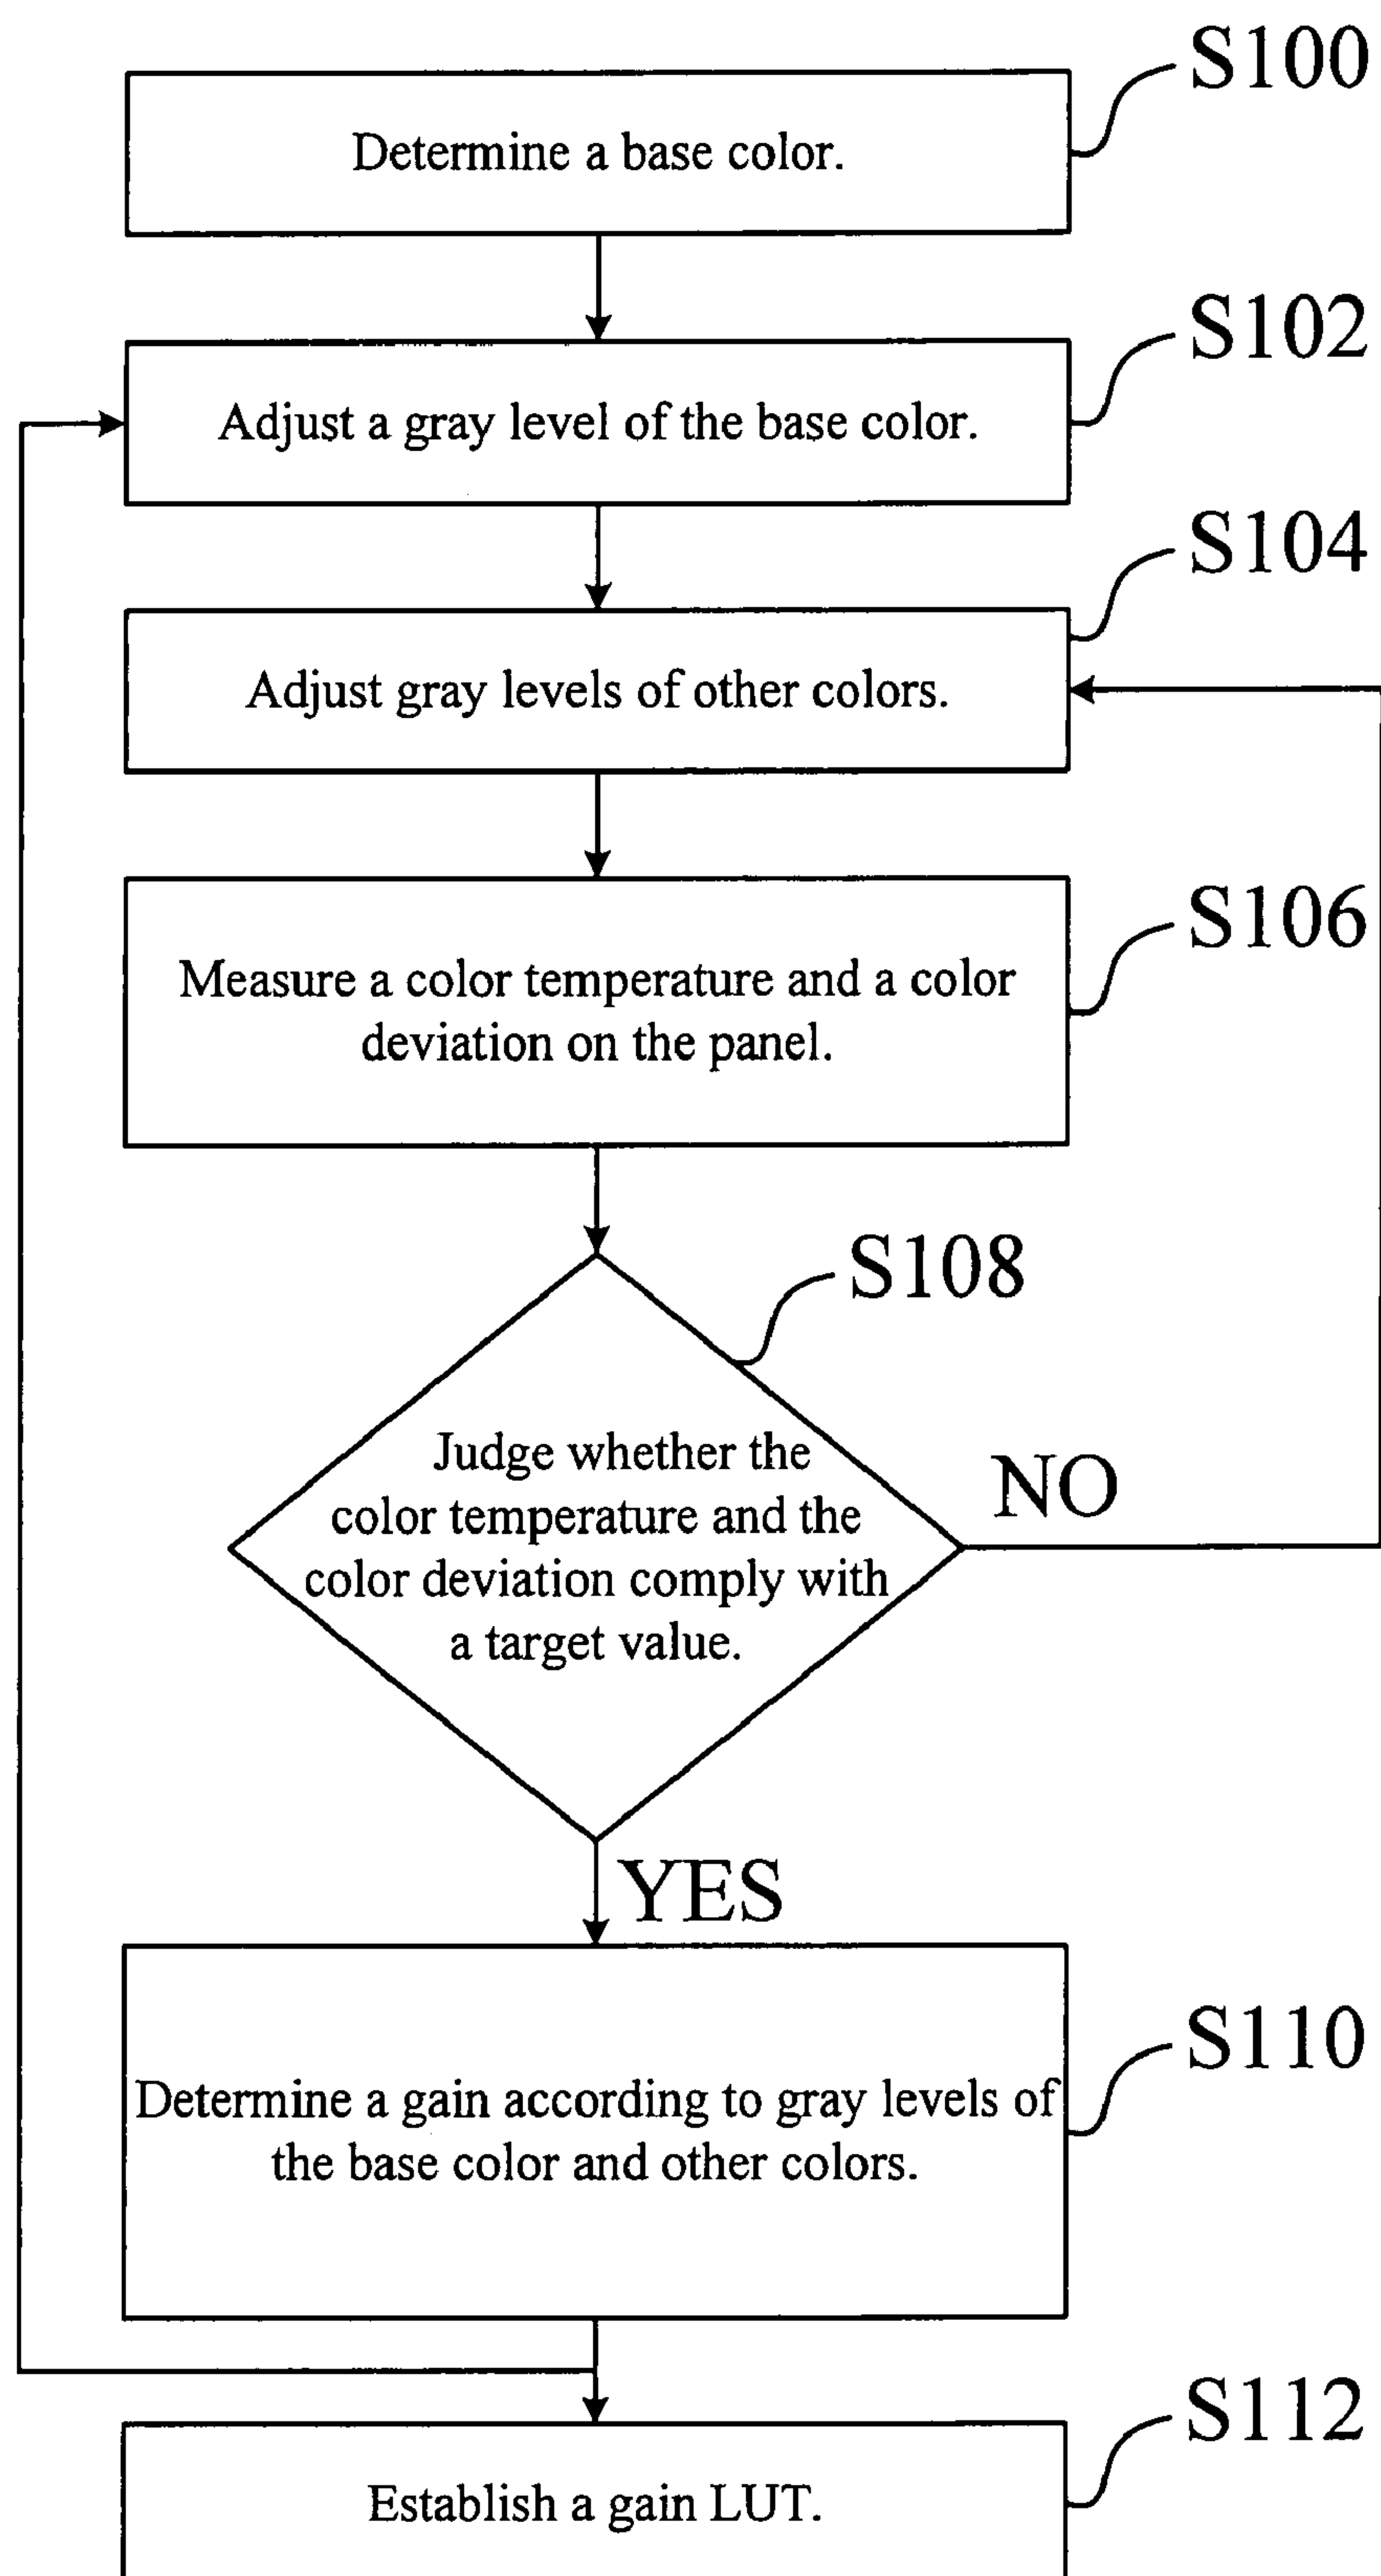 S100
Determine a base color.
S102
Adjust a gray level of the base color.
S104
Adjust gray levels of other colors.
S106
Measure a color temperature and a color
deviation on the panel.
S108
Judge whether the
color temperature and the
color deviation comply with
a target value.
NO
YES
S110
Determine a gain according to gray levels of
the base color and other colors.
S112
Establish a gain LUT.